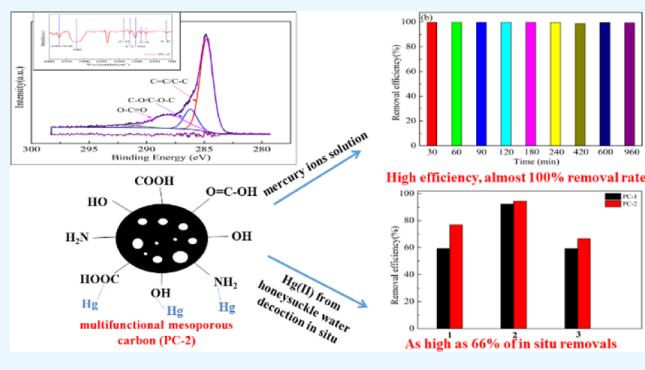 Intensity(a.u.)
PC-2
C=C/C-C
C-O/C-O-C
O-C=O
300 295 290 285 280
Binding Energy (eV)
(b)
Removal efficiency(%)
100
80
60
40
20
0
30 60 90 120 180 240 420 600 960
Time (min)
High efficiency, almost 100% removal rate
mercury ions solution
COOH
HO
O=C-OH
H₂N
OH
HOOC
OH
NH₂
Hg
Hg
Hg
multifunctional mesoporous
carbon (PC-2)
Hg(II) from
honeysuckle water
decoction in situ
Removal efficiency(%)
100
80
60
40
20
0
PC-1
PC-2
1 2 3
As high as 66% of in situ removals